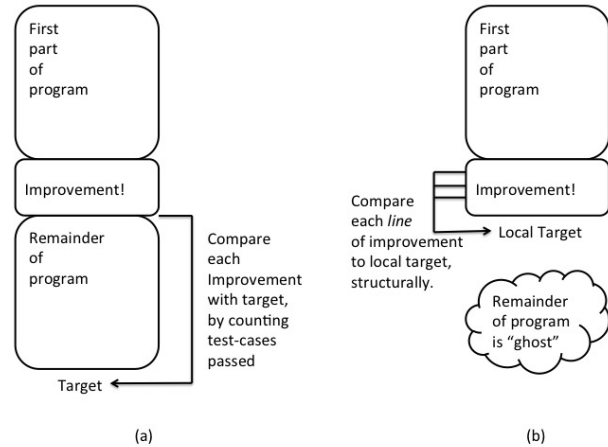 First
part
of
program
Improvement!
Remainder
of
program
Compare
each
Improvement
with target,
by counting
test-cases
passed
Target
(a)
First
part
of
program
Improvement!
Compare
each line
of improvement
to local target,
structurally.
Local Target
Remainder
of program
is “ghost”
(b)